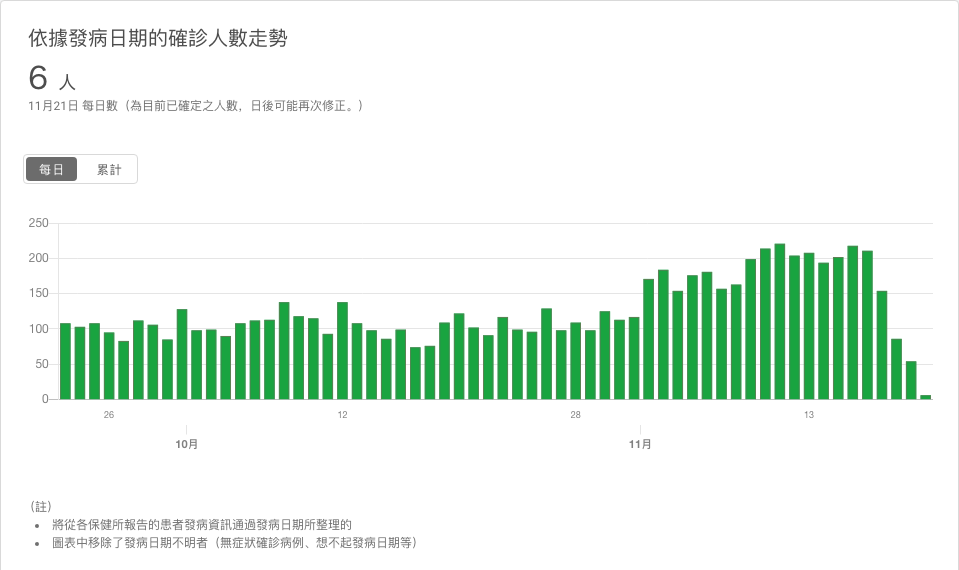 依據發病日期的確診人數走勢
6 人
11月21日 每日數（為目前已確定之人數，日後可能再次修正。）
每日 累計
250
200
150
100
50
0
26 12 28 13
10月 11月
（註）
• 將從各保健所報告的患者發病資訊通過發病日期所整理的
• 圖表中移除了發病日期不明者（無症狀確診病例、想不起發病日期等）